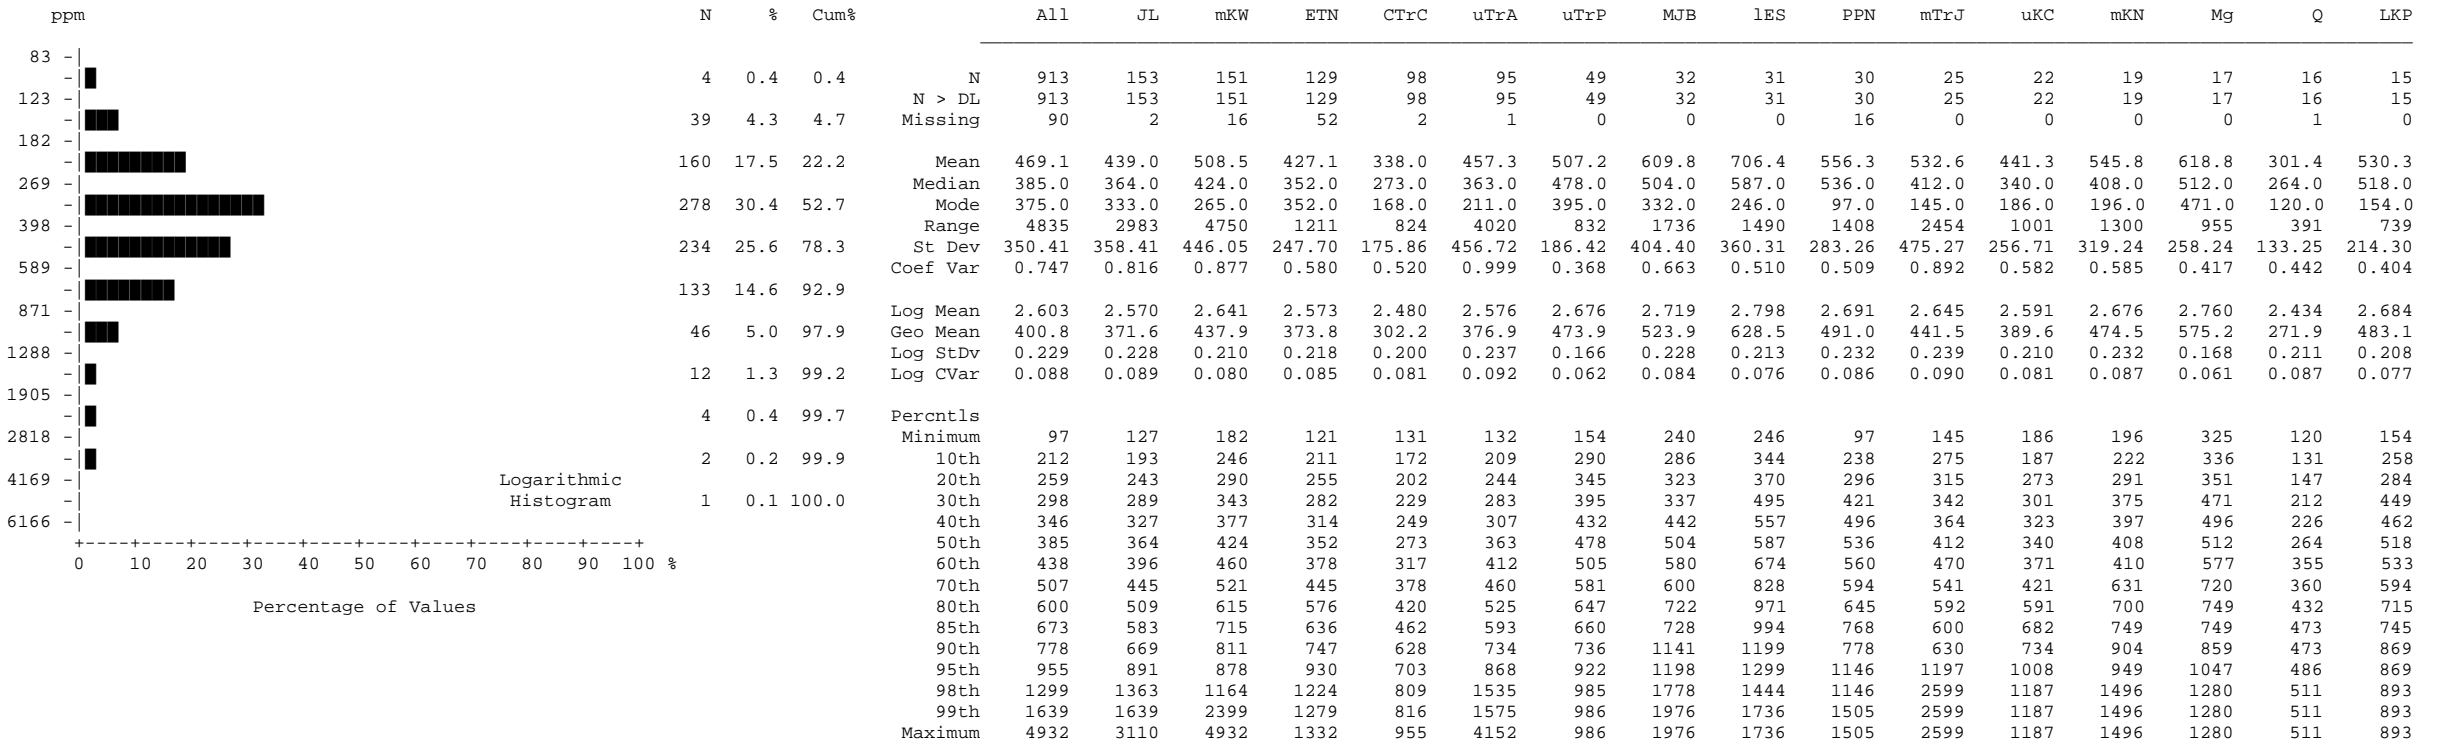 ppm N % Cum% All JL mKW ETN CTrC uTrA uTrP MJB lES PPN mTrJ uKC mKN Mg Q LKP
83
4 0.4 0.4 N 913 153 151 129 98 95 49 32 31 30 25 22 19 17 16 15
123 N > DL 913 153 151 129 98 95 49 32 31 30 25 22 19 17 16 15
39 4.3 4.7 Missing 90 2 16 52 2 1 0 0 0 16 0 0 0 0 1 0
182
160 17.5 22.2 Mean 469.1 439.0 508.5 427.1 338.0 457.3 507.2 609.8 706.4 556.3 532.6 441.3 545.8 618.8 301.4 530.3
269 Median 385.0 364.0 424.0 352.0 273.0 363.0 478.0 504.0 587.0 536.0 412.0 340.0 408.0 512.0 264.0 518.0
278 30.4 52.7 Mode 375.0 333.0 265.0 352.0 168.0 211.0 395.0 332.0 246.0 97.0 145.0 186.0 196.0 471.0 120.0 154.0
398 Range 4835 2983 4750 1211 824 4020 832 1736 1490 1408 2454 1001 1300 955 391 739
234 25.6 78.3 St Dev 350.41 358.41 446.05 247.70 175.86 456.72 186.42 404.40 360.31 283.26 475.27 256.71 319.24 258.24 133.25 214.30
589 Coef Var 0.747 0.816 0.877 0.580 0.520 0.999 0.368 0.663 0.510 0.509 0.892 0.582 0.585 0.417 0.442 0.404
133 14.6 92.9
871 Log Mean 2.603 2.570 2.641 2.573 2.480 2.576 2.676 2.719 2.798 2.691 2.645 2.591 2.676 2.760 2.434 2.684
46 5.0 97.9 Geo Mean 400.8 371.6 437.9 373.8 302.2 376.9 473.9 523.9 628.5 491.0 441.5 389.6 474.5 575.2 271.9 483.1
1288 Log StDv 0.229 0.228 0.210 0.218 0.200 0.237 0.166 0.228 0.213 0.232 0.239 0.210 0.232 0.168 0.211 0.208
12 1.3 99.2 Log CVar 0.088 0.089 0.080 0.085 0.081 0.092 0.062 0.084 0.076 0.086 0.090 0.081 0.087 0.061 0.087 0.077
1905
4 0.4 99.7 Percntls
2818 Minimum 97 127 182 121 131 132 154 240 246 97 145 186 196 325 120 154
2 0.2 99.9 10th 212 193 246 211 172 209 290 286 344 238 275 187 222 336 131 258
4169 Logarithmic 20th 259 243 290 255 202 244 345 323 370 296 315 273 291 351 147 284
Histogram 1 0.1 100.0 30th 298 289 343 282 229 283 395 337 495 421 342 301 375 471 212 449
6166 40th 346 327 377 314 249 307 432 442 557 496 364 323 397 496 226 462
50th 385 364 424 352 273 363 478 504 587 536 412 340 408 512 264 518
0 10 20 30 40 50 60 70 80 90 100 % 60th 438 396 460 378 317 412 505 580 674 560 470 371 410 577 355 533
70th 507 445 521 445 378 460 581 600 828 594 541 421 631 720 360 594
Percentage of Values 80th 600 509 615 576 420 525 647 722 971 645 592 591 700 749 432 715
85th 673 583 715 636 462 593 660 728 994 768 600 682 749 749 473 745
90th 778 669 811 747 628 734 736 1141 1199 778 630 734 904 859 473 869
95th 955 891 878 930 703 868 922 1198 1299 1146 1197 1008 949 1047 486 869
98th 1299 1363 1164 1224 809 1535 985 1778 1444 1146 2599 1187 1496 1280 511 893
99th 1639 1639 2399 1279 816 1575 986 1976 1736 1505 2599 1187 1496 1280 511 893
Maximum 4932 3110 4932 1332 955 4152 986 1976 1736 1505 2599 1187 1496 1280 511 893